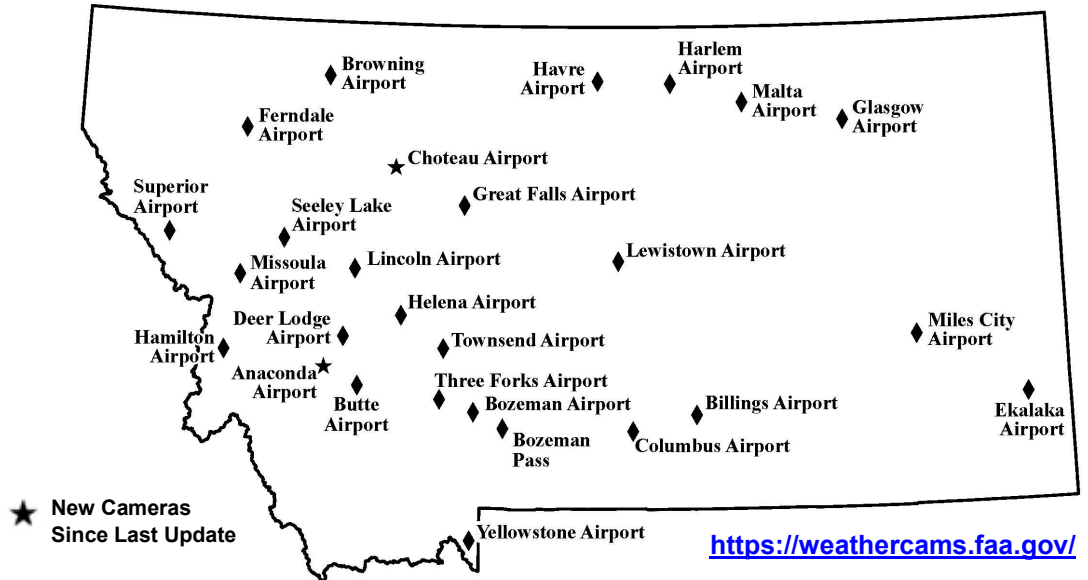 Browning
Airport
Havre
Airport
Harlem
Airport
Malta
Airport
Glasgow
Airport
Ferndale
Airport
Choteau Airport
Superior
Airport
Seeley Lake
Airport
Great Falls Airport
Missoula
Airport
Lincoln Airport
Lewistown Airport
Helena Airport
Hamilton
Airport
Deer Lodge
Airport
Townsend Airport
Miles City
Airport
Anaconda
Airport
Butte
Airport
Three Forks Airport
Bozeman Airport
Bozeman
Pass
Billings Airport
Columbus Airport
Ekalaka
Airport
New Cameras
Since Last Update
Yellowstone Airport
https://weathercams.faa.gov/